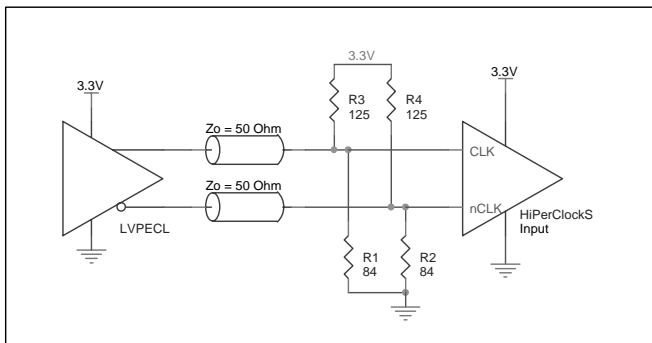 3.3V
3.3V
3.3V
R3
125
R4
125
Zo = 50 Ohm
CLK
Zo = 50 Ohm
nCLK
HiPerClockS
Input
LVPECL
R1
84
R2
84